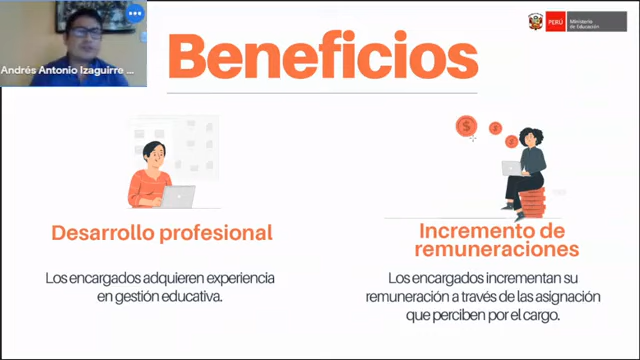 Andrés Antonio Izaguirre ...
Beneficios
PERÚ
Ministerio
de Educación
Desarrollo profesional
Los encargados adquieren experiencia
en gestión educativa.
Incremento de
remuneraciones
Los encargados incrementan su
remuneración a través de las asignación
que perciben por el cargo.